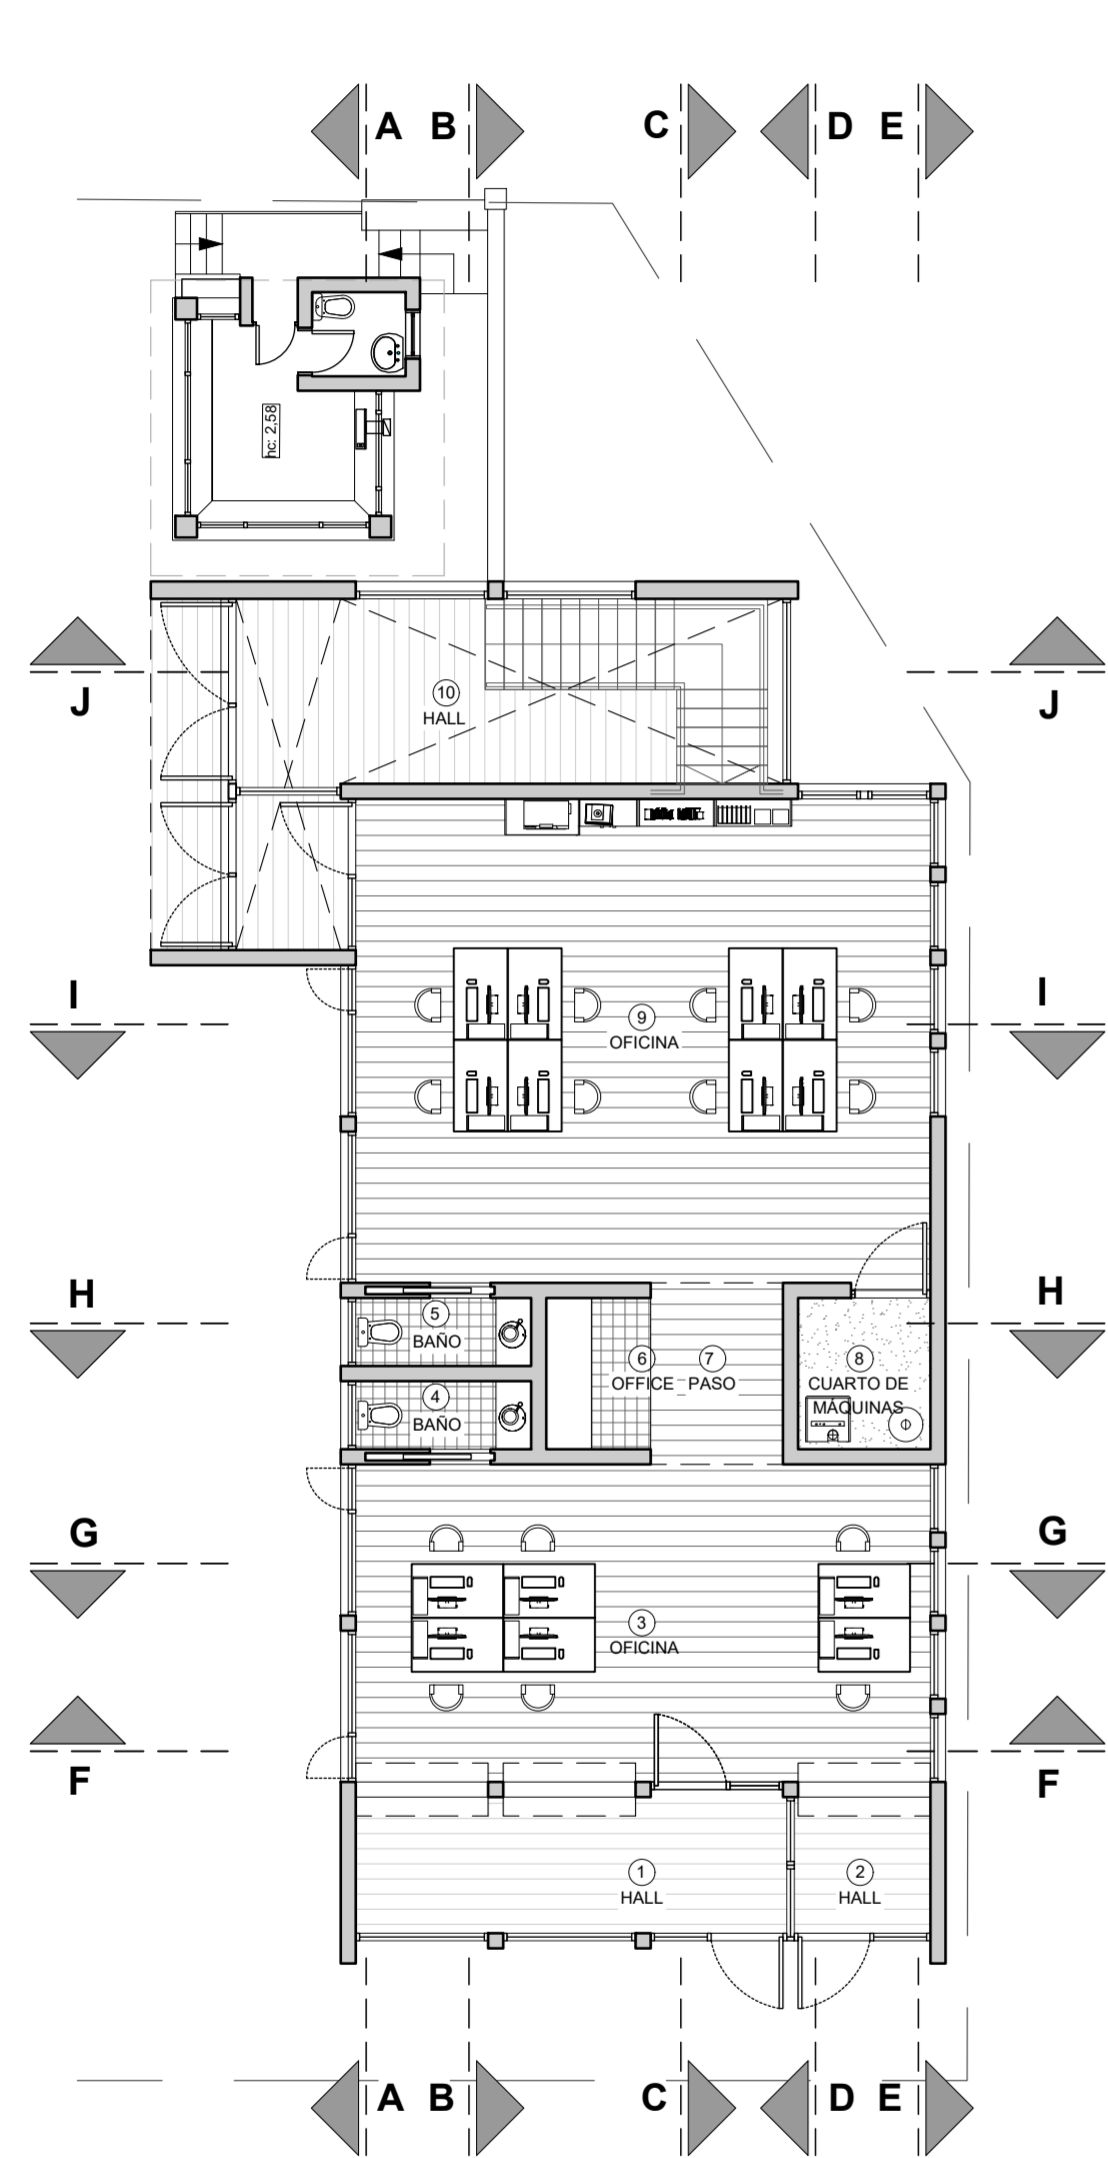 A B C D E
hc: 2,58
J J
10
HALL
I I
9
OFICINA
H H
5
BAÑO
6 7 8
OFFICE PASO CUARTO DE
MÁQUINAS
4
BAÑO
G G
3
OFICINA
F F
1 2
HALL HALL
A B C D E